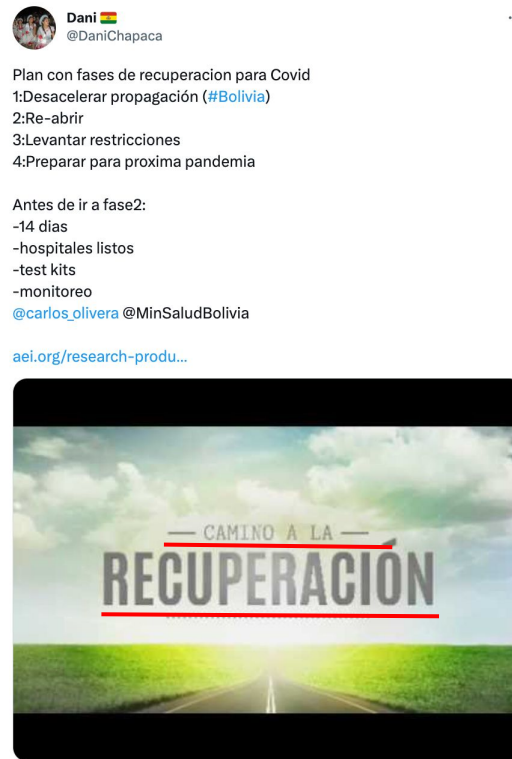 Dani 🇧🇴
@DaniChapaca
Plan con fases de recuperacion para Covid
1:Desacelerar propagación (#Bolivia)
2:Re-abrir
3:Levantar restricciones
4:Preparar para proxima pandemia
Antes de ir a fase2:
-14 dias
-hospitales listos
-test kits
-monitoreo
@carlos_olivera @MinSaludBolivia
aei.org/research-produ...
CAMINO A LA
RECUPERACIÓN